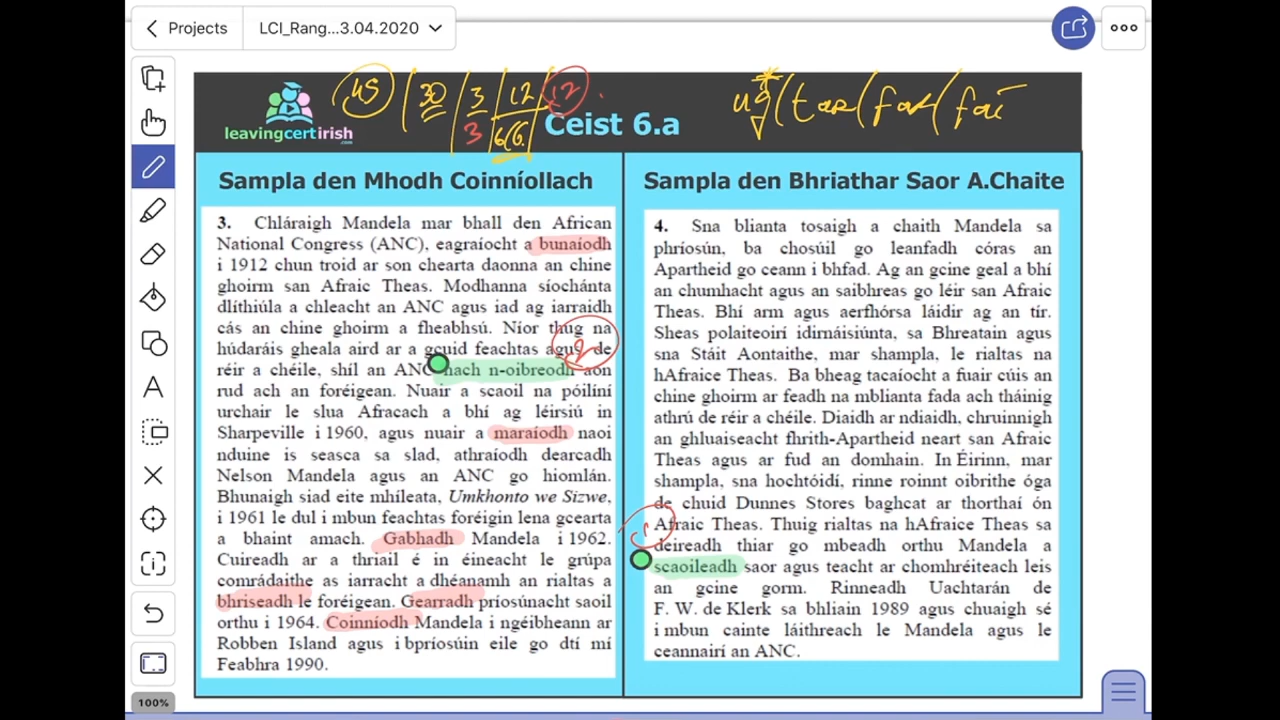 Projects
LCI_Rang...3.04.2020
45 30 3 12 12
3 6/6
leavingcertirish
.com
Ceist 6.a
Sampla den Mhodh Coinníollach
3. Chláraigh Mandela mar bhall den African
National Congress (ANC), eagraíocht a bunaíodh
i 1912 chun troid ar son chearta daonna an chine
ghoirm san Afraic Theas. Modhanna síochánta
dlíthiúla a chleacht an ANC agus iad ag iarraidh
cás an chine ghoirm a fheabhsú. Níor thug na
húdaráis gheala aird ar a gcuid feachtas agus de
réir a chéile, shíl an ANC nach n-oibreodh aon
rud ach an foréigean. Nuair a scaoil na póilíní
urchair le slua Afracach a bhí ag léirsiú in
Sharpeville i 1960, agus nuair a maraíodh naoi
nduine is seasca sa slad, athraíodh dearcadh
Nelson Mandela agus an ANC go hiomlán.
Bhunaigh siad eite mhíleata, Umkhonto we Sizwe,
i 1961 le dul i mbun feachtas foréigin lena gcearta
a bhaint amach. Gabhadh Mandela i 1962.
Cuireadh ar a thriail é in éineacht le grúpa
comrádaithe as iarracht a dhéanamh an rialtas a
bhriseadh le foréigean. Gearradh príosúnacht saoil
orthu i 1964. Coinníodh Mandela i ngéibheann ar
Robben Island agus i bpríosúin eile go dtí mí
Feabhra 1990.
Sampla den Bhriathar Saor A.Chaite
4. Sna blianta tosaigh a chaith Mandela sa
phríosún, ba chosúil go leanfadh córas an
Apartheid go ceann i bhfad. Ag an gcine geal a bhí
an chumhacht agus an saibhreas go léir san Afraic
Theas. Bhí arm agus aerfhórsa láidir ag an tír.
Sheas polaiteoirí idirnáisiúnta, sa Bhreatain agus
sna Stáit Aontaithe, mar shampla, le rialtas na
hAfraice Theas. Ba bheag tacaíocht a fuair cúis an
chine ghoirm ar feadh na mblianta fada ach tháinig
athrú de réir a chéile. Diaidh ar ndiaidh, chruinnigh
an ghluaiseacht fhrith-Apartheid neart san Afraic
Theas agus ar fud an domhain. In Éirinn, mar
shampla, sna hochtóidí, rinne roinnt oibrithe óga
de chuid Dunnes Stores baghcat ar thorthaí ón
Afraic Theas. Thuig rialtas na hAfraice Theas sa
deireadh thiar go mbeadh orthu Mandela a
scaoileadh saor agus teacht ar chomhréiteach leis
an gcine gorm. Rinneadh Uachtarán de
F. W. de Klerk sa bhliain 1989 agus chuaigh sé
i mbun cainte láithreach le Mandela agus le
ceannairí an ANC.
100%